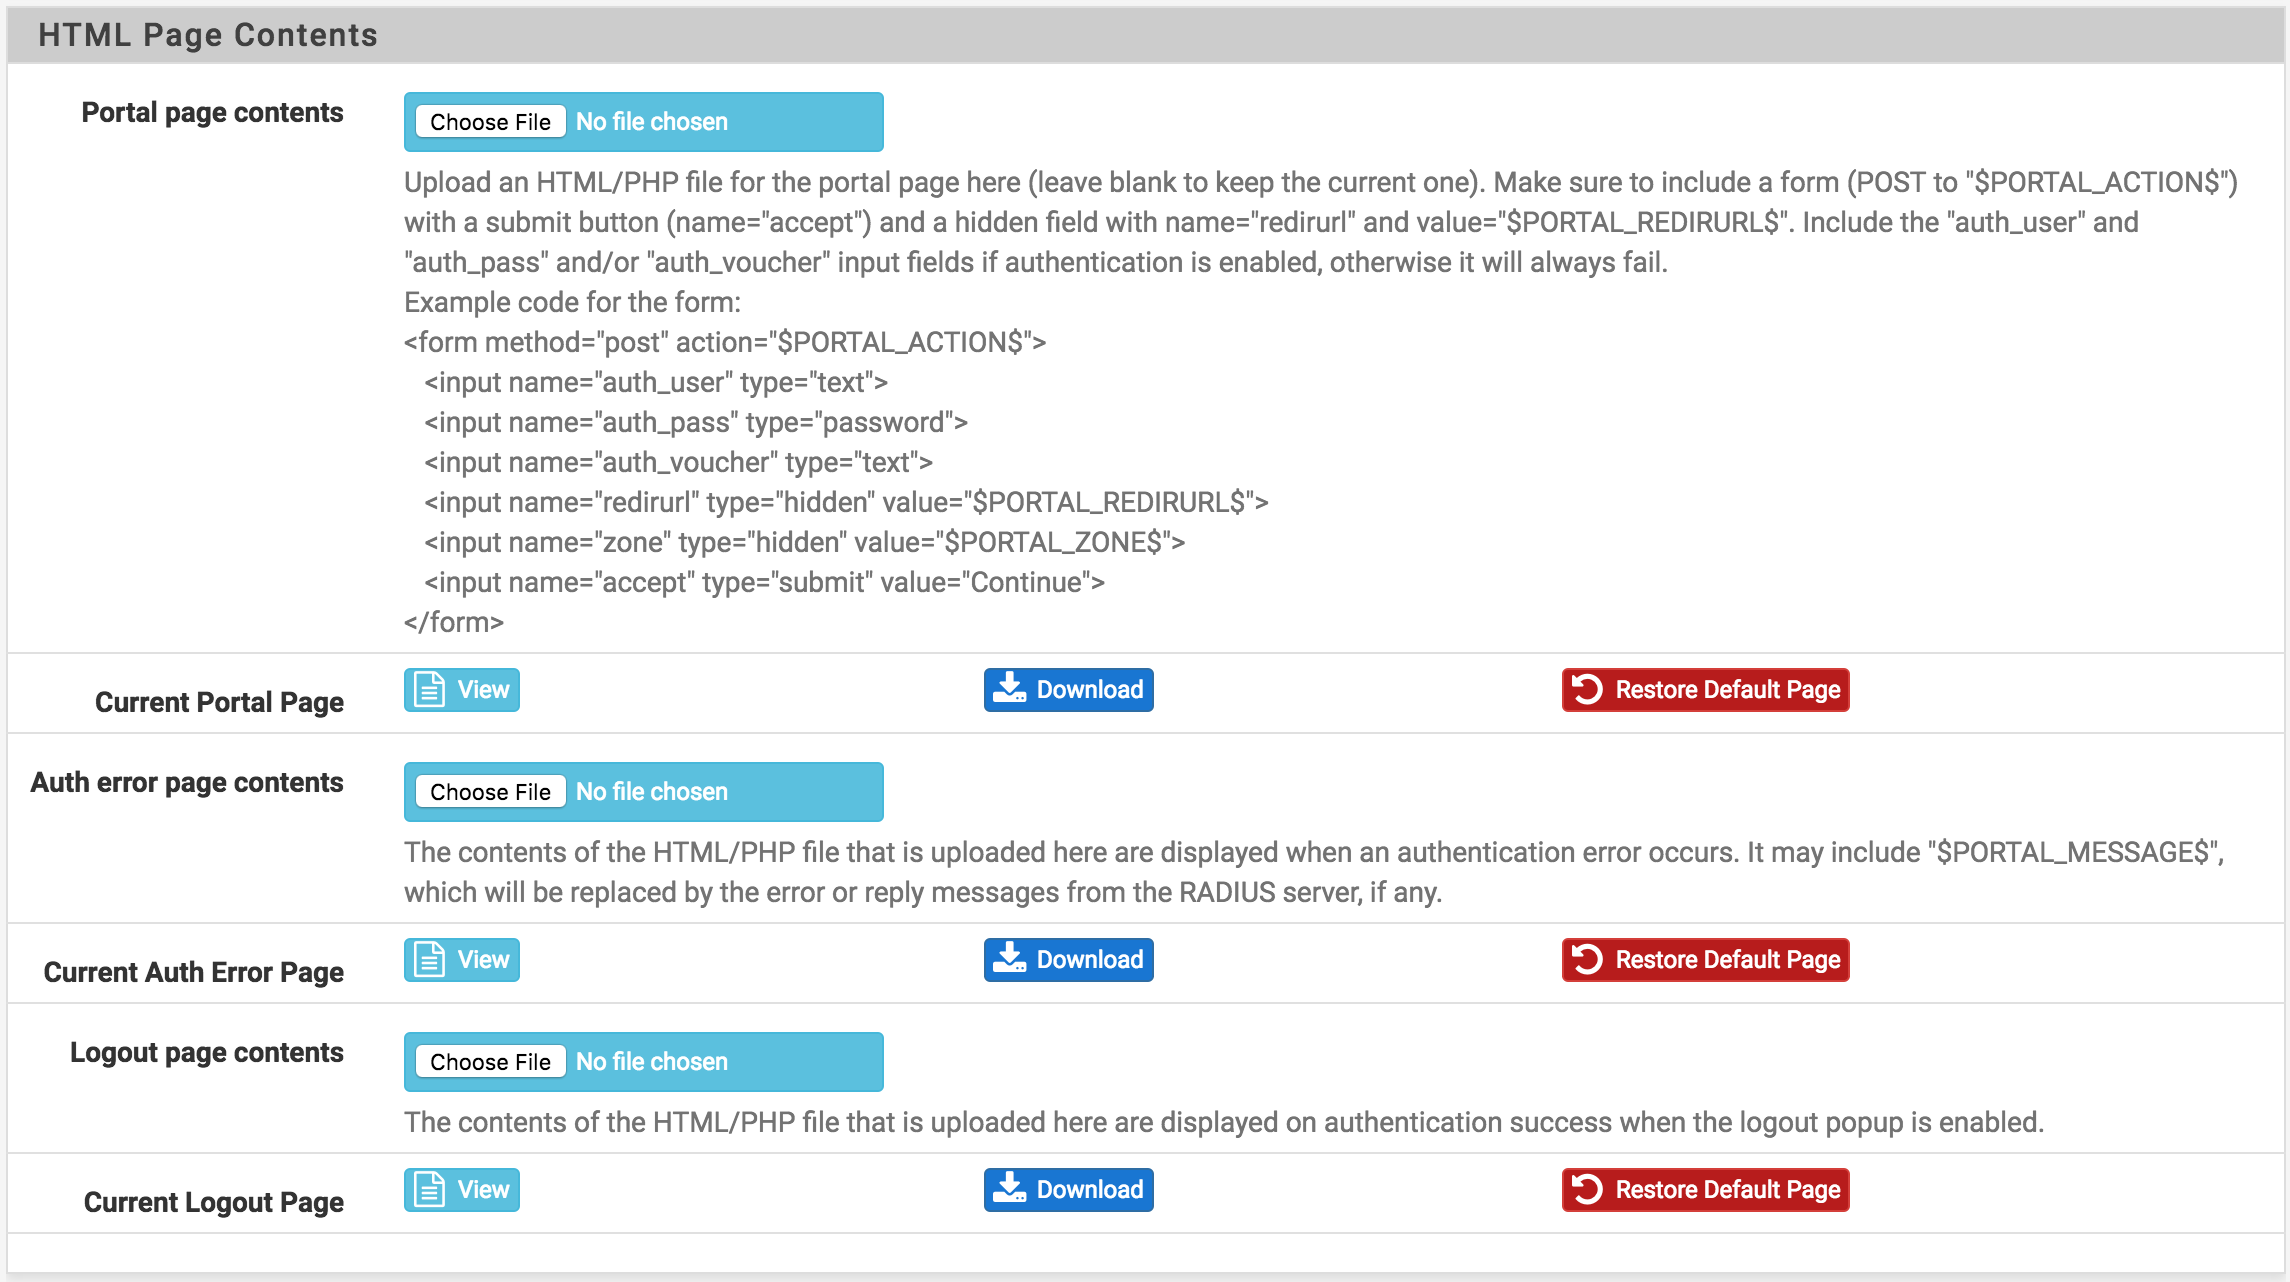 HTML Page Contents
Portal page contents
Choose File No file chosen
Upload an HTML/PHP file for the portal page here (leave blank to keep the current one). Make sure to include a form (POST to "$PORTAL_ACTION$")
with a submit button (name="accept") and a hidden field with name="redirurl" and value="$PORTAL_REDIRURL$". Include the "auth_user" and
"auth_pass" and/or "auth_voucher" input fields if authentication is enabled, otherwise it will always fail.
Example code for the form:
<form method="post" action="$PORTAL_ACTION$">
<input name="auth_user" type="text">
<input name="auth_pass" type="password">
<input name="auth_voucher" type="text">
<input name="redirurl" type="hidden" value="$PORTAL_REDIRURL$">
<input name="zone" type="hidden" value="$PORTAL_ZONE$">
<input name="accept" type="submit" value="Continue">
</form>
Current Portal Page
View
Download
Restore Default Page
Auth error page contents
Choose File No file chosen
The contents of the HTML/PHP file that is uploaded here are displayed when an authentication error occurs. It may include "$PORTAL_MESSAGE$",
which will be replaced by the error or reply messages from the RADIUS server, if any.
Current Auth Error Page
View
Download
Restore Default Page
Logout page contents
Choose File No file chosen
The contents of the HTML/PHP file that is uploaded here are displayed on authentication success when the logout popup is enabled.
Current Logout Page
View
Download
Restore Default Page